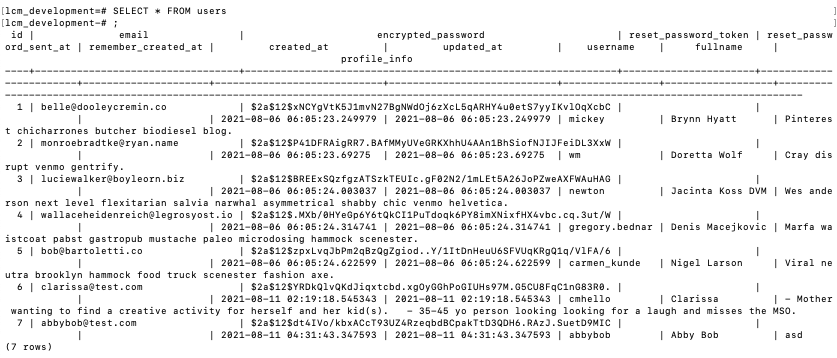 [lcm_development=# SELECT * FROM users ]
[lcm_development-# ; ]
id | email | encrypted_password | reset_password_token | reset_passw
ord_sent_at | remember_created_at | created_at | updated_at | username | fullname |
profile_info
----+-------------------------------------+--------------------------------------------------------------+----------------------+------------
------------+---------------------+----------------------------+----------------------------+---------------+------------------+---------
--------------------------------------------------------------------------------------------------------------------------------
1 | belle@dooleycremin.co | $2a$12$xNCYgVtK5J1mvN27BgNWdOj6zXcL5qARHY4u0etS7yyIKvlOqXcbC | |
| | 2021-08-06 06:05:23.249979 | 2021-08-06 06:05:23.249979 | mickey | Brynn Hyatt | Pinteres
t chicharrones butcher biodiesel blog.
2 | monroebradtke@ryan.name | $2a$12$P41DFRAigRR7.BAfMMyUVeGRKXhhU4AAn1BhSiofNJIJFeiDL3XxW | |
| | 2021-08-06 06:05:23.69275 | 2021-08-06 06:05:23.69275 | wm | Doretta Wolf | Cray dis
rupt venmo gentrify.
3 | luciewalker@boyleorn.biz | $2a$12$BREExSQzfgzATSzkTEUIc.gF02N2/1mLEt5A26JoPZweAXFWAuHAG | |
| | 2021-08-06 06:05:24.003037 | 2021-08-06 06:05:24.003037 | newton | Jacinta Koss DVM | Wes ande
rson next level flexitarian salvia narwhal asymmetrical shabby chic venmo helvetica.
4 | wallaceheidenreich@legrosyost.io | $2a$12$.MXb/0HYeGp6Y6tQkCI1PuTdoqk6PY8imXNixfHX4vbc.cq.3ut/W | |
| | 2021-08-06 06:05:24.314741 | 2021-08-06 06:05:24.314741 | gregory.bednar | Denis Macejkovic | Marfa wa
istcoat pabst gastropub mustache paleo microdosing hammock scenester.
5 | bob@bartoletti.co | $2a$12$zpxLvqJbPm2qBzQgZgiod..Y/1ItDnHeuU6SFVUqKRgQ1q/VlFA/6 | |
| | 2021-08-06 06:05:24.622599 | 2021-08-06 06:05:24.622599 | carmen_kunde | Nigel Larson | Viral ne
utra brooklyn hammock food truck scenester fashion axe.
6 | clarissa@test.com | $2a$12$YRDkQlvQKdJiqxtcbd.xgOyGGhPoGIUHs97M.G5CU8FqC1nG83R0. | |
| | 2021-08-11 02:19:18.545343 | 2021-08-11 02:19:18.545343 | cmhello | Clarissa | - Mother
wanting to find a creative activity for herself and her kid(s). - 35-45 yo person looking looking for a laugh and misses the MSO.
7 | abbybob@test.com | $2a$12$dt4IVo/kbxACcT93UZ4RzeqbdBCpakTtD3QDH6.RAzJ.SuetD9MIC | |
| | 2021-08-11 04:31:43.347593 | 2021-08-11 04:31:43.347593 | abbybob | Abby Bob | asd
(7 rows)